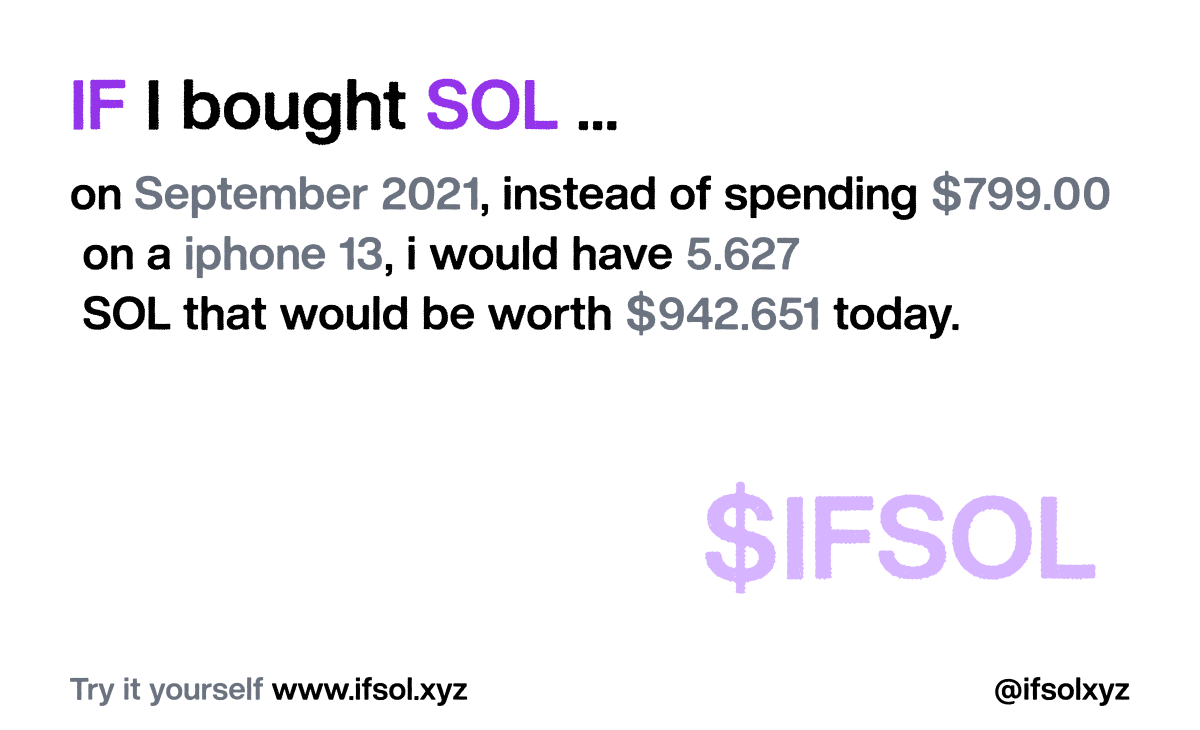 IF I bought SOL ...
on September 2021, instead of spending $799.00
on a iphone 13, i would have 5.627
SOL that would be worth $942.651 today.
$IFSOL
Try it yourself www.ifsol.xyz
@ifsolxyz